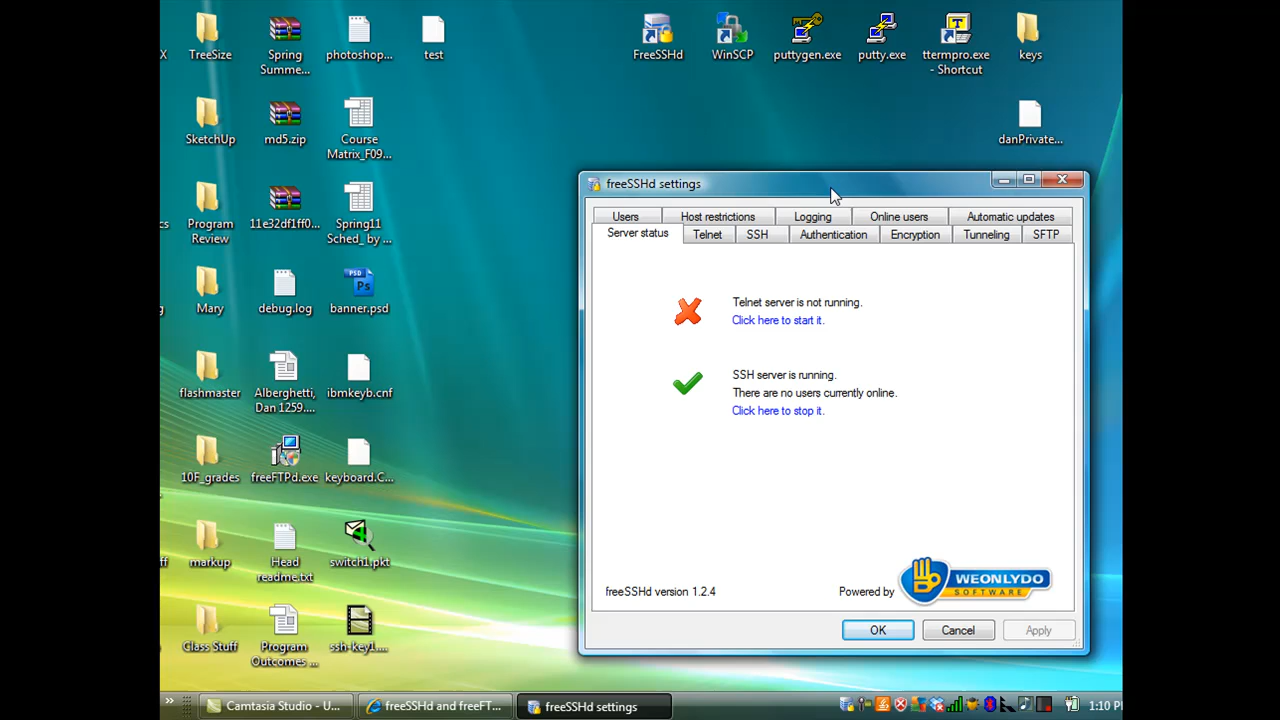 X
TreeSize
Spring
Summe...
photoshop...
test
FreeSSHd
WinSCP
puttygen.exe
putty.exe
ttermpro.exe
- Shortcut
keys
SketchUp
md5.zip
Course
Matrix_F09...
danPrivate...
Program
Review
11e32df1ff0...
Spring11
Sched_ by ...
Mary
debug.log
PSD
Ps
banner.psd
flashmaster
Alberghetti,
Dan 1259....
ibmkeyb.cnf
10F_grades
freeFTPd.exe
keyboard.C...
markup
Head
readme.txt
switch1.pkt
Class Stuff
Program
Outcomes ...
ssh-key1....
freeSSHd settings
Users
Host restrictions
Logging
Online users
Automatic updates
Server status
Telnet
SSH
Authentication
Encryption
Tunneling
SFTP
Telnet server is not running.
Click here to start it.
SSH server is running.
There are no users currently online.
Click here to stop it.
freeSSHd version 1.2.4
Powered by
WEONLYDO
SOFTWARE
OK
Cancel
Apply
Camtasia Studio - U...
freeSSHd and freeFT...
freeSSHd settings
1:10 P